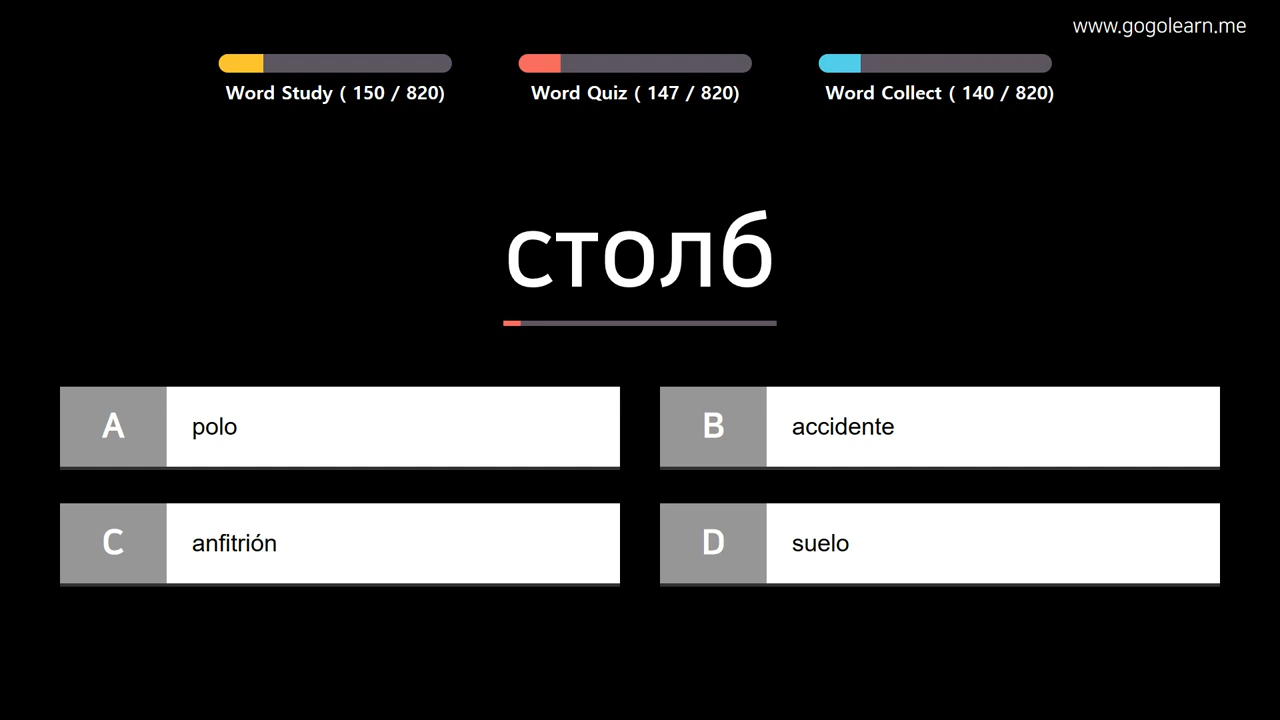 www.gogolearn.me
Word Study ( 150 / 820)
Word Quiz ( 147 / 820)
Word Collect ( 140 / 820)
столб
A polo
B accidente
C anfitrión
D suelo